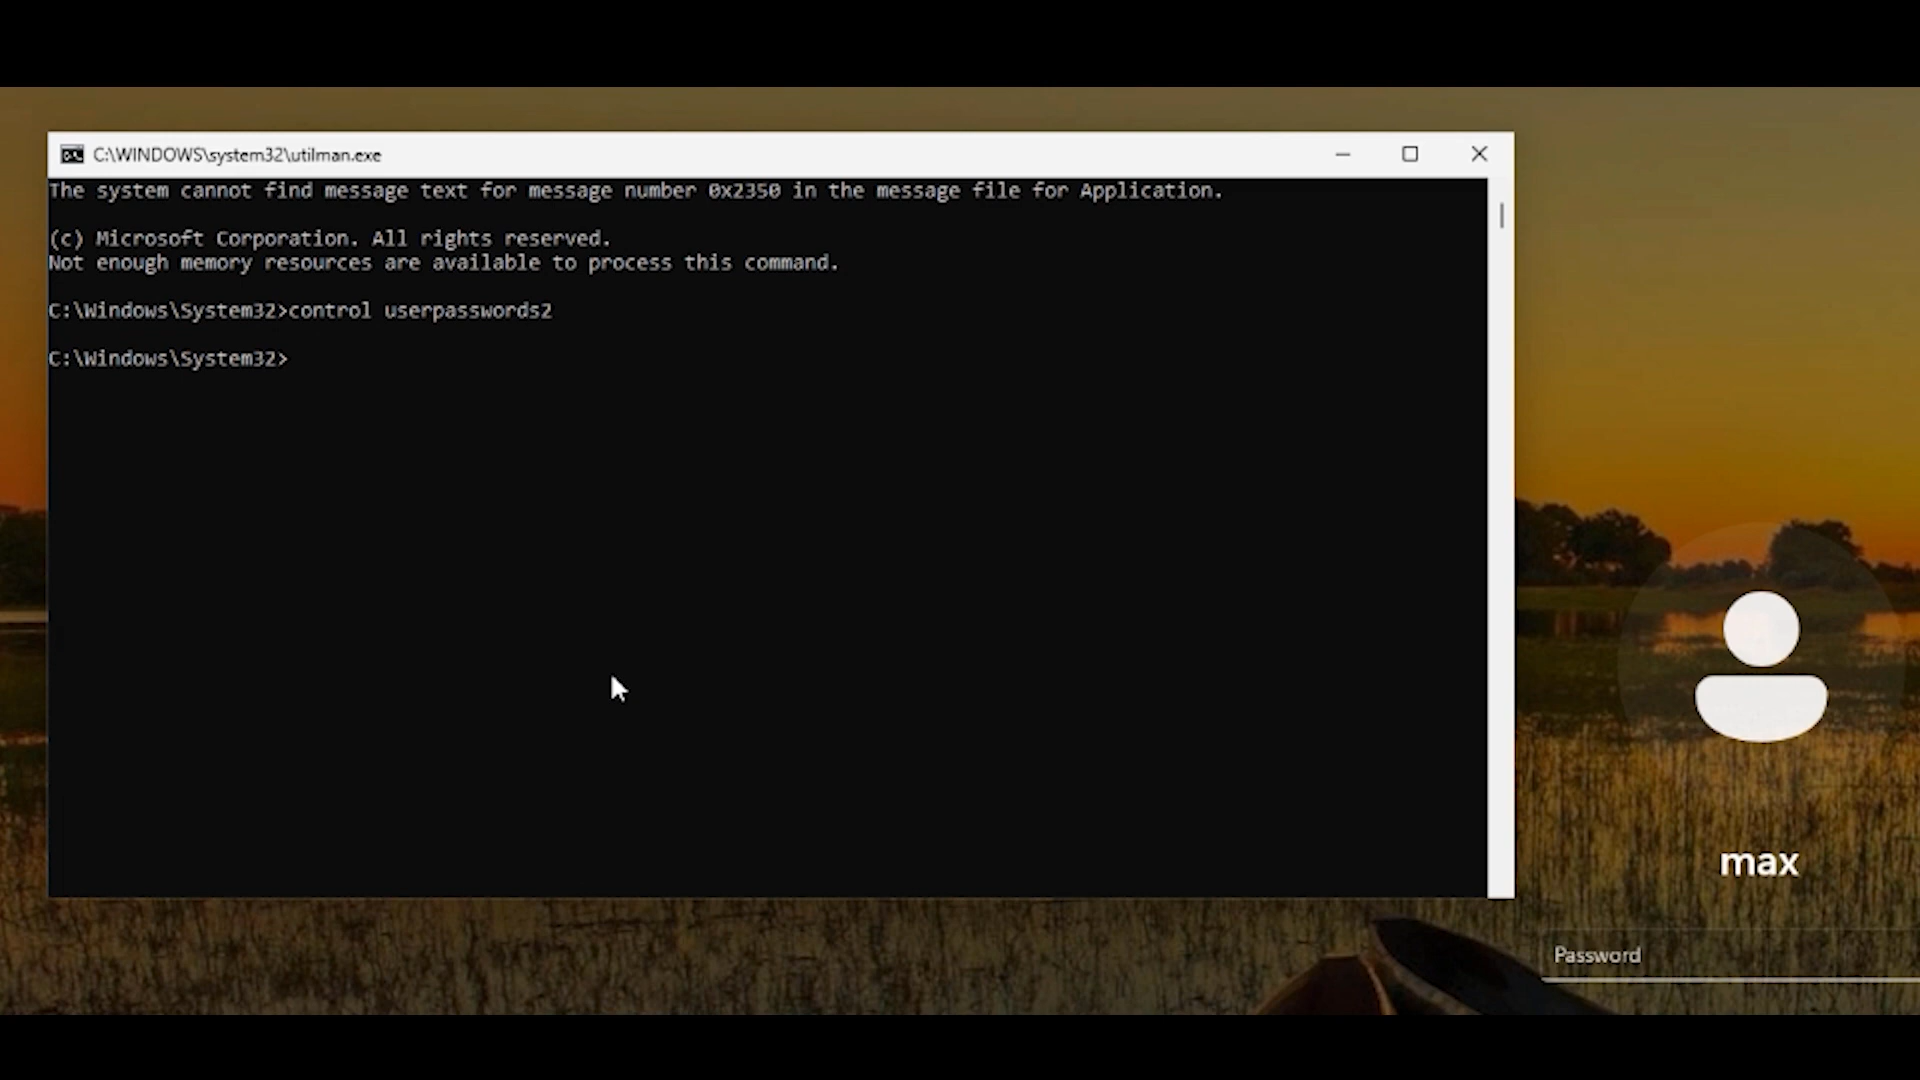 C:\WINDOWS\system32\utilman.exe
The system cannot find message text for message number 0x2350 in the message file for Application.
(c) Microsoft Corporation. All rights reserved.
Not enough memory resources are available to process this command.
C:\Windows\System32>control userpasswords2
C:\Windows\System32>
max
Password